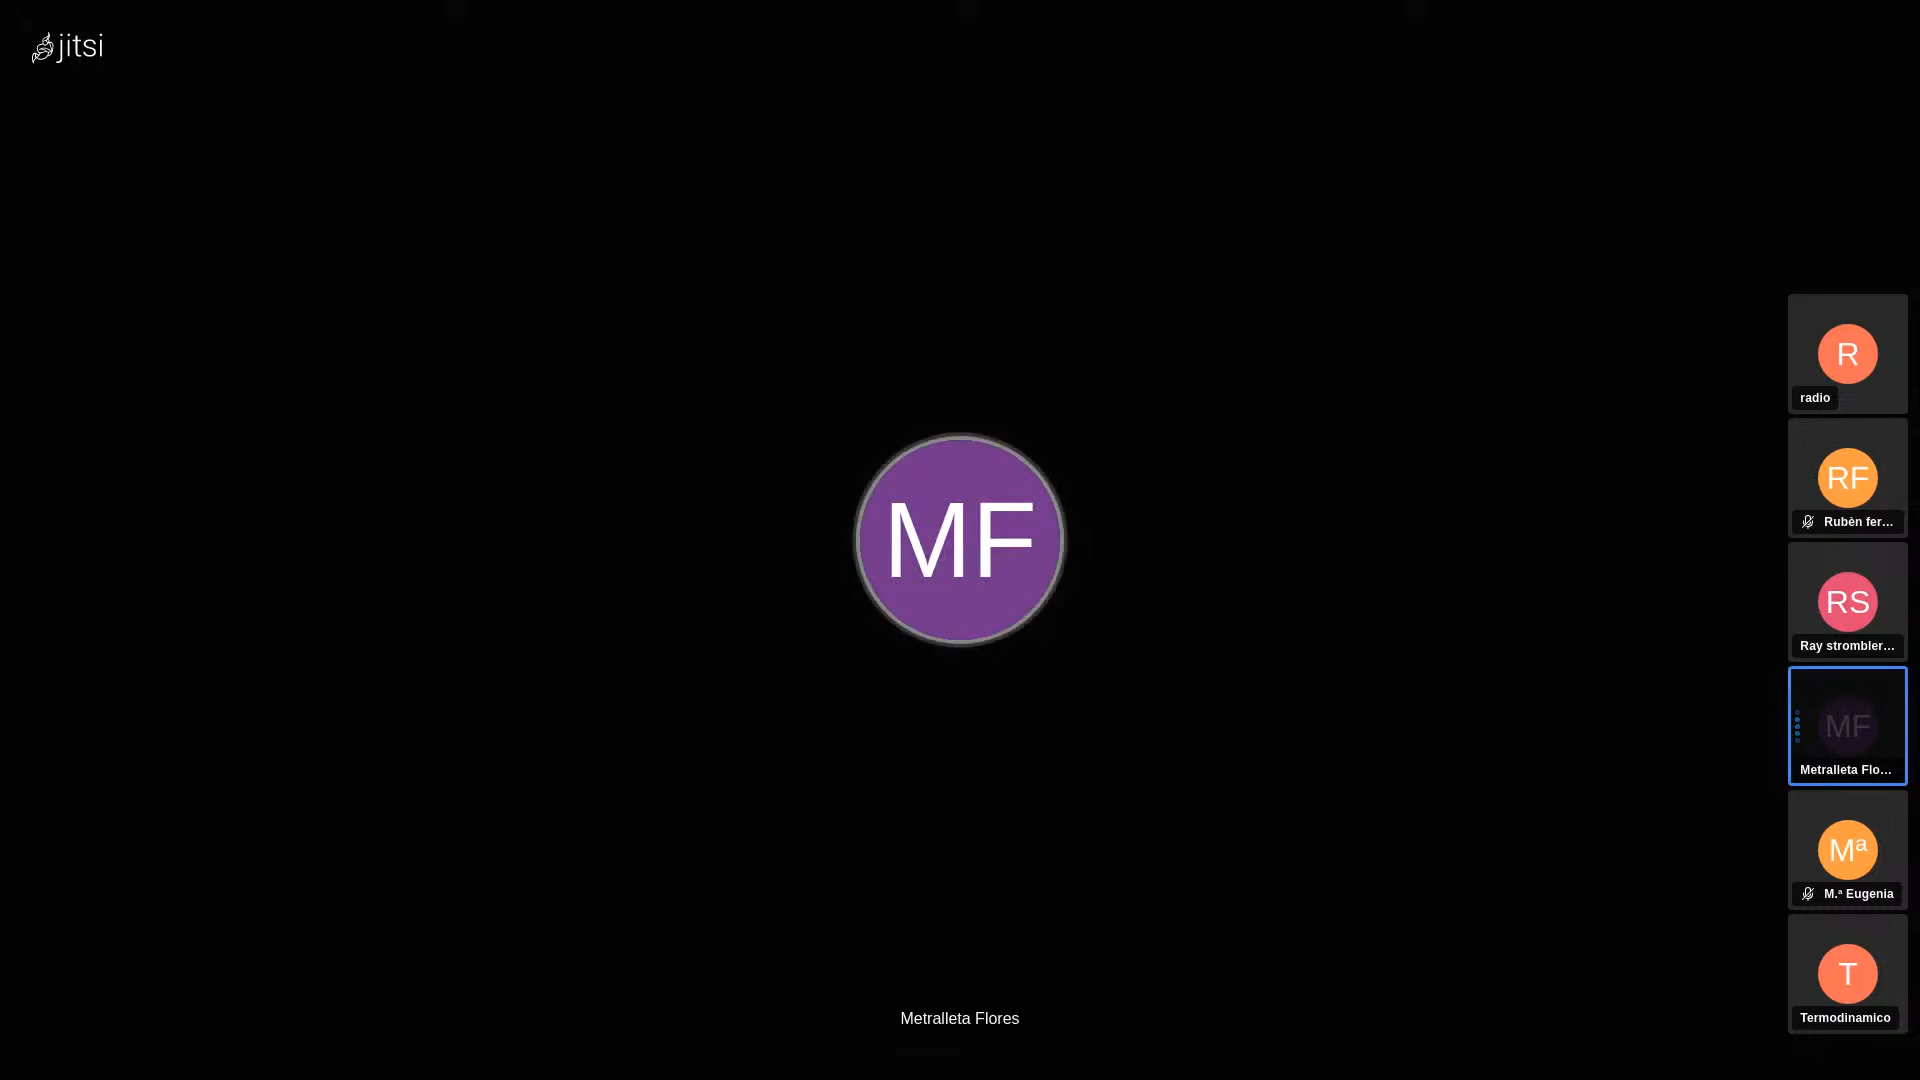 jitsi
R
radio
RF
Rubèn fer...
RS
Ray strombler...
MF
MF
Metralleta Flo...
Mª
M.ª Eugenia
T
Termodinamico
Metralleta Flores